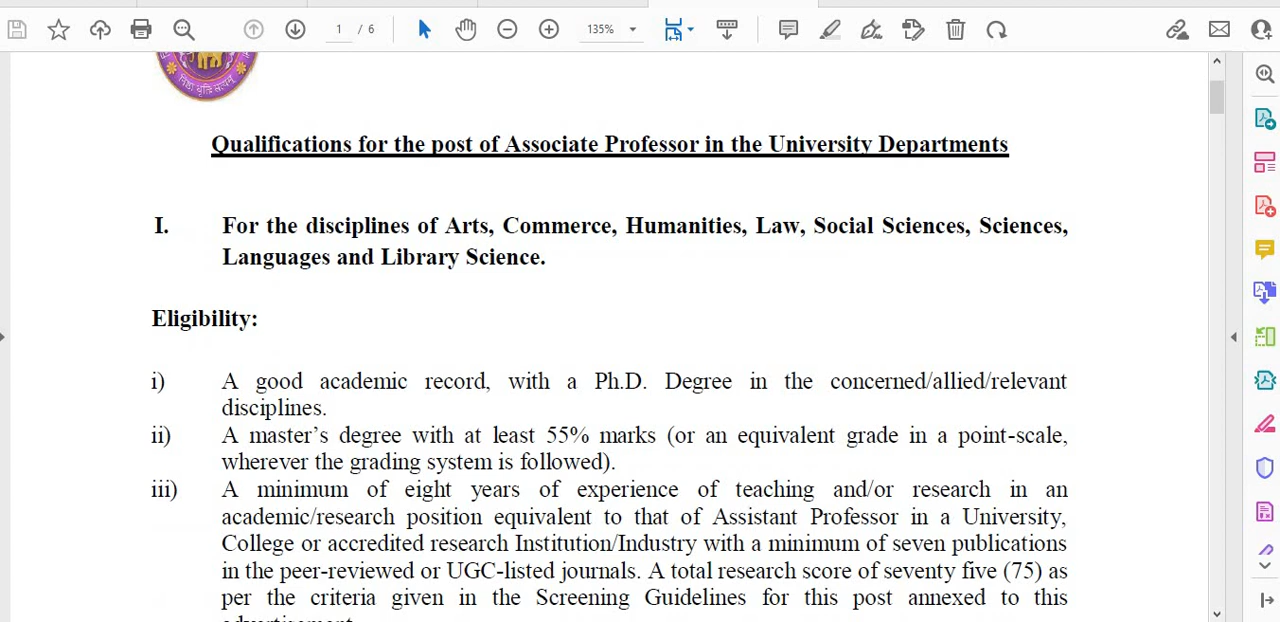 1 / 6
135%
विद्या धृति सत्यम्
Qualifications for the post of Associate Professor in the University Departments
I. For the disciplines of Arts, Commerce, Humanities, Law, Social Sciences, Sciences,
Languages and Library Science.
Eligibility:
i) A good academic record, with a Ph.D. Degree in the concerned/allied/relevant
disciplines.
ii) A master’s degree with at least 55% marks (or an equivalent grade in a point-scale,
wherever the grading system is followed).
iii) A minimum of eight years of experience of teaching and/or research in an
academic/research position equivalent to that of Assistant Professor in a University,
College or accredited research Institution/Industry with a minimum of seven publications
in the peer-reviewed or UGC-listed journals. A total research score of seventy five (75) as
per the criteria given in the Screening Guidelines for this post annexed to this
advertisement.